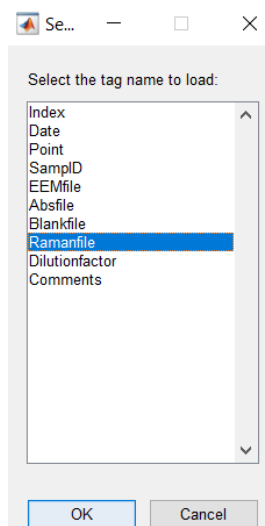 Se...
Select the tag name to load:
Index
Date
Point
SampID
EEMfile
Absfile
Blankfile
Ramanfile
Dilutionfactor
Comments
OK Cancel